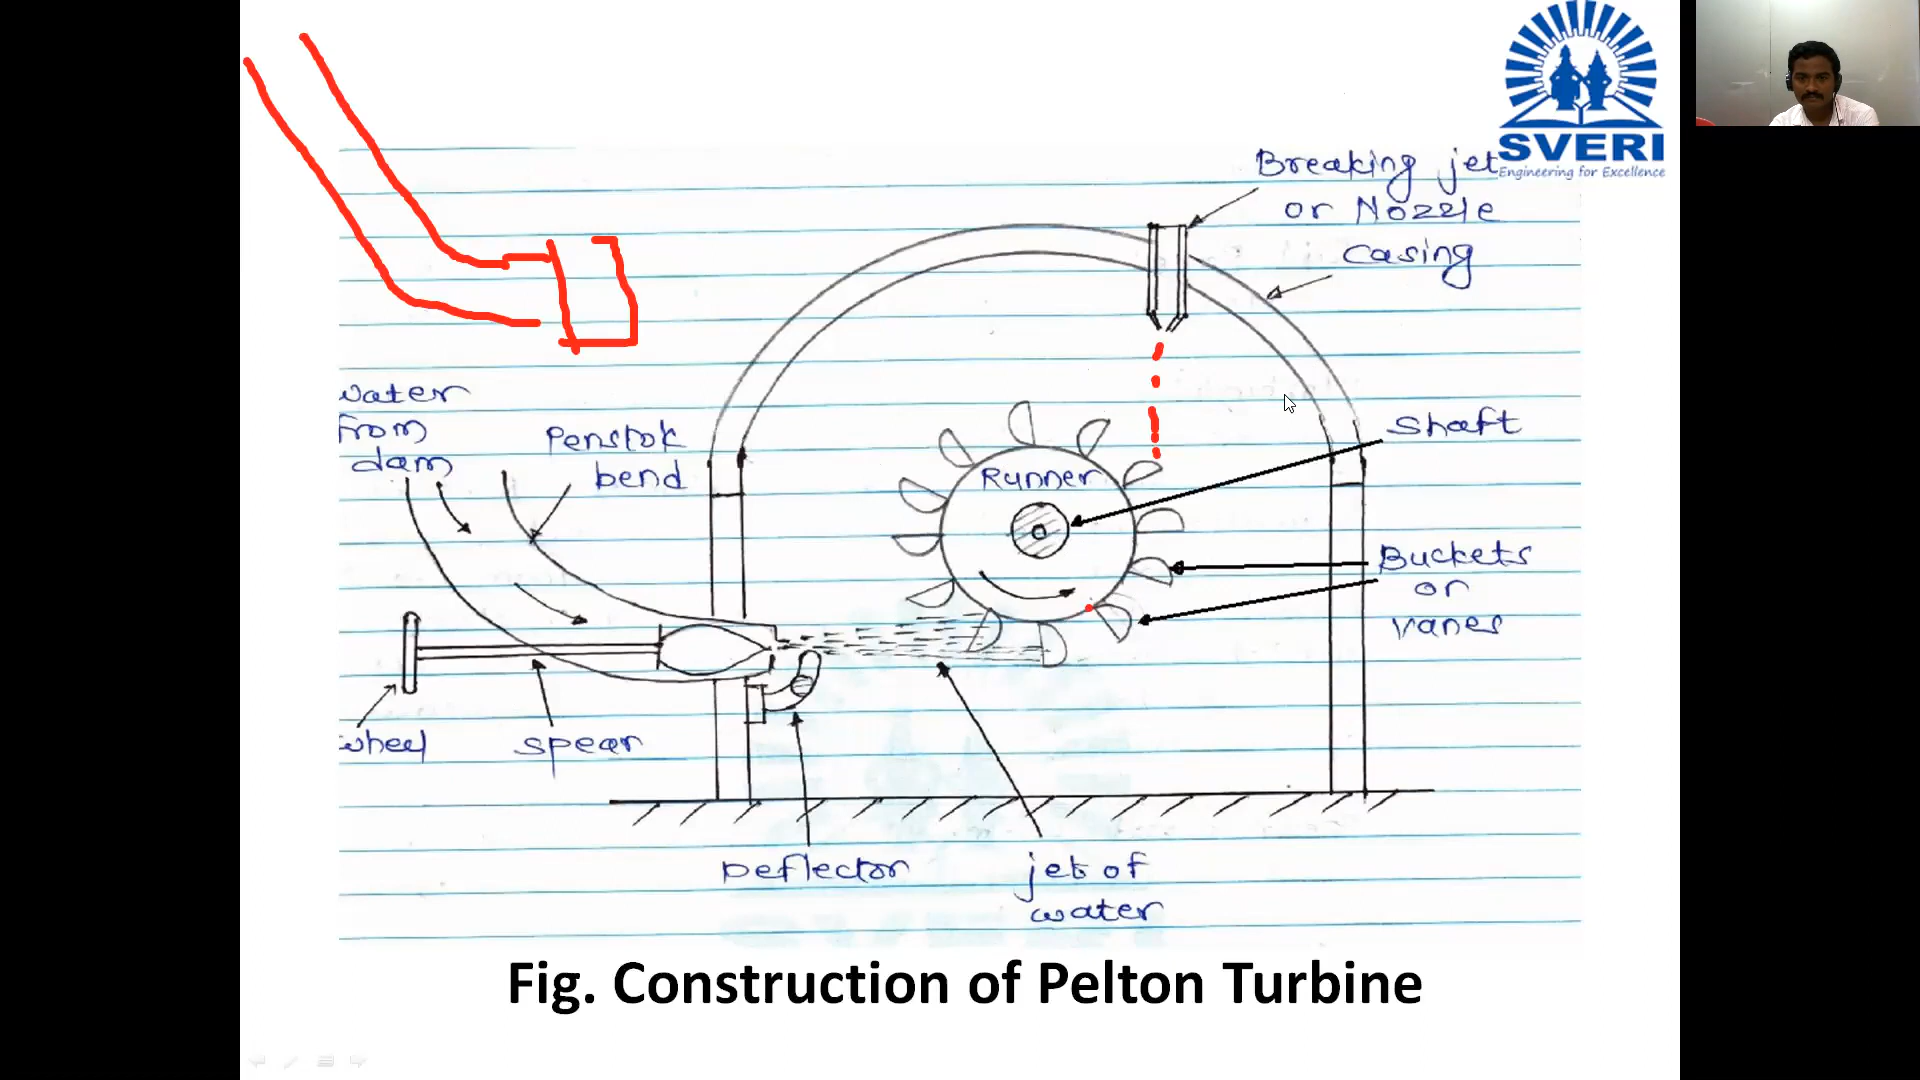 SVERI
Engineering for Excellence
Breaking jet
or Nozzle
casing
water
from
dam
Penstok
bend
Runner
shaft
Buckets
or
vanes
wheel
spear
Deflector
jet of
water
Fig. Construction of Pelton Turbine